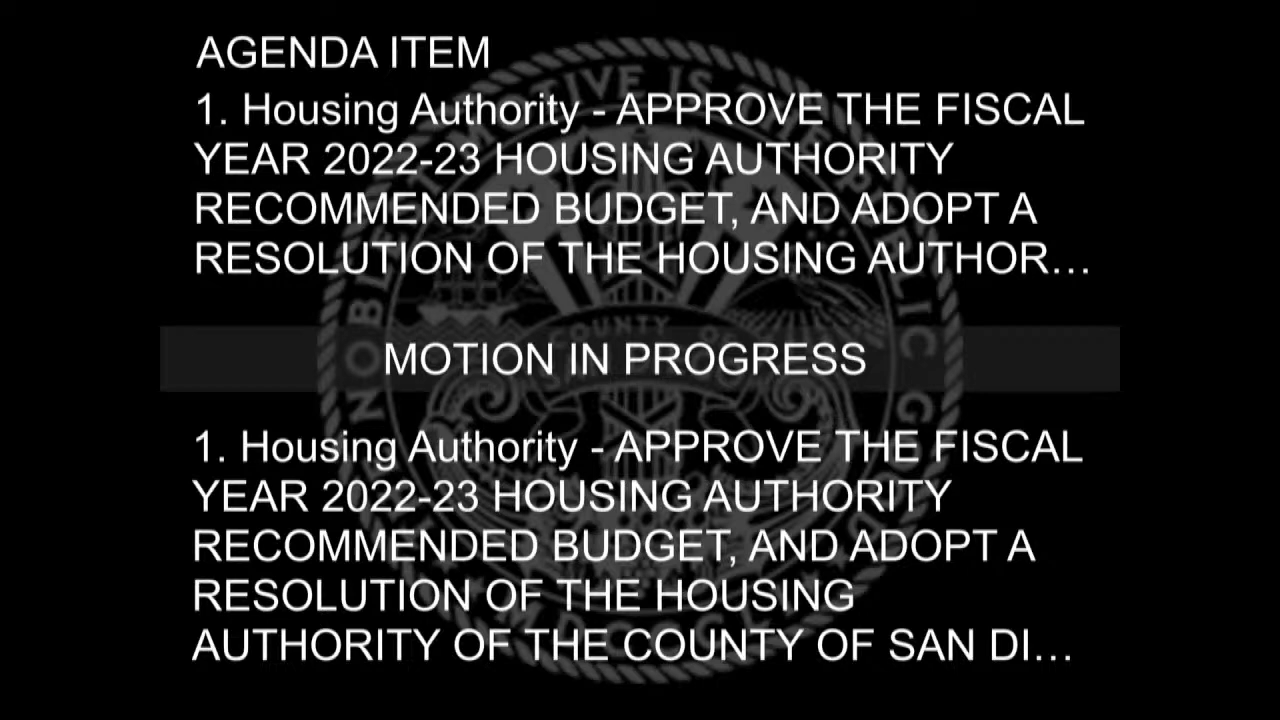 AGENDA ITEM
1. Housing Authority - APPROVE THE FISCAL
YEAR 2022-23 HOUSING AUTHORITY
RECOMMENDED BUDGET, AND ADOPT A
RESOLUTION OF THE HOUSING AUTHOR...
MOTION IN PROGRESS
1. Housing Authority - APPROVE THE FISCAL
YEAR 2022-23 HOUSING AUTHORITY
RECOMMENDED BUDGET, AND ADOPT A
RESOLUTION OF THE HOUSING
AUTHORITY OF THE COUNTY OF SAN DI...